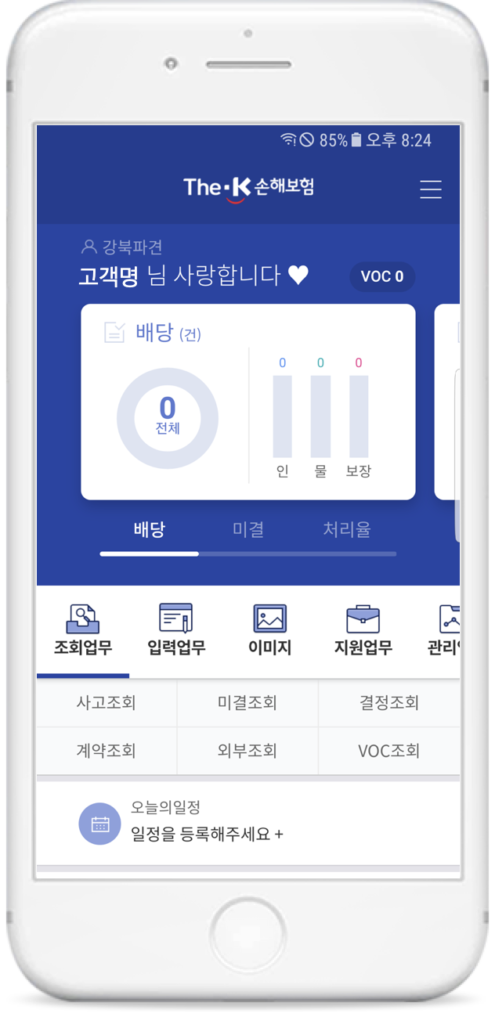 85% 오후 8:24
The·K 손해보험
강북파견
고객명 님 사랑합니다 VOC 0
배당 (건)
0 0 0
0
전체
인 물 보장
배당 미결 처리율
조회업무 입력업무 이미지 지원업무 관리
사고조회 미결조회 결정조회
계약조회 외부조회 VOC조회
오늘의일정
일정을 등록해주세요 +